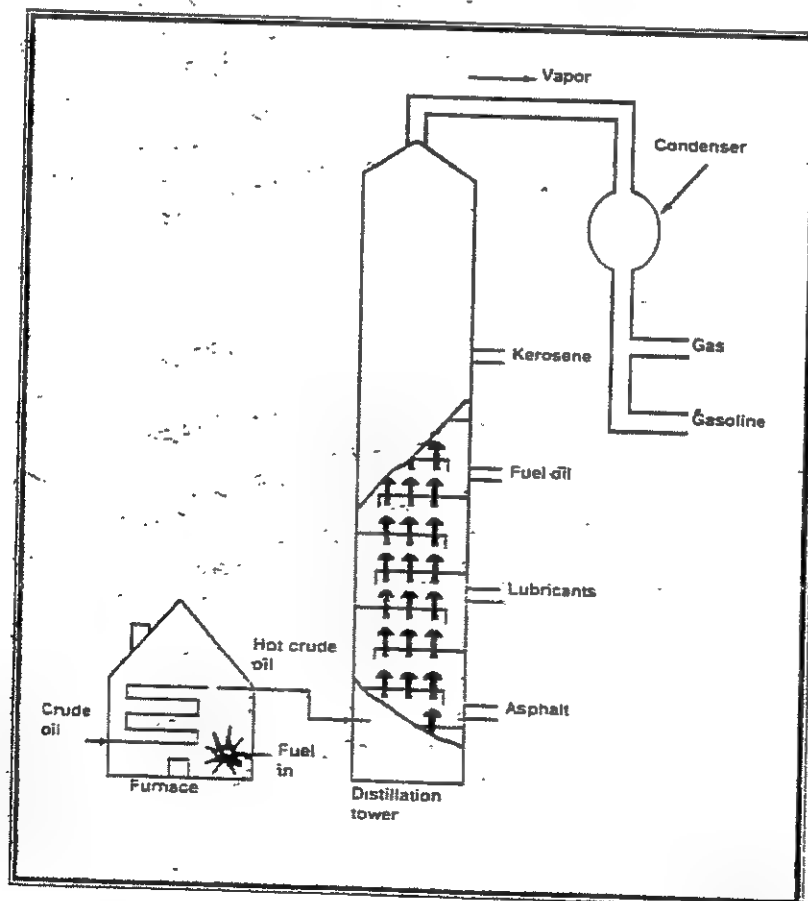 Vapor
Condenser
Kerosene
Gas
Gasoline
Fuel oil
Lubricants
Hot crude
oil
Asphalt
Crude
oil
Fuel
in
Furnace
Distillation
tower